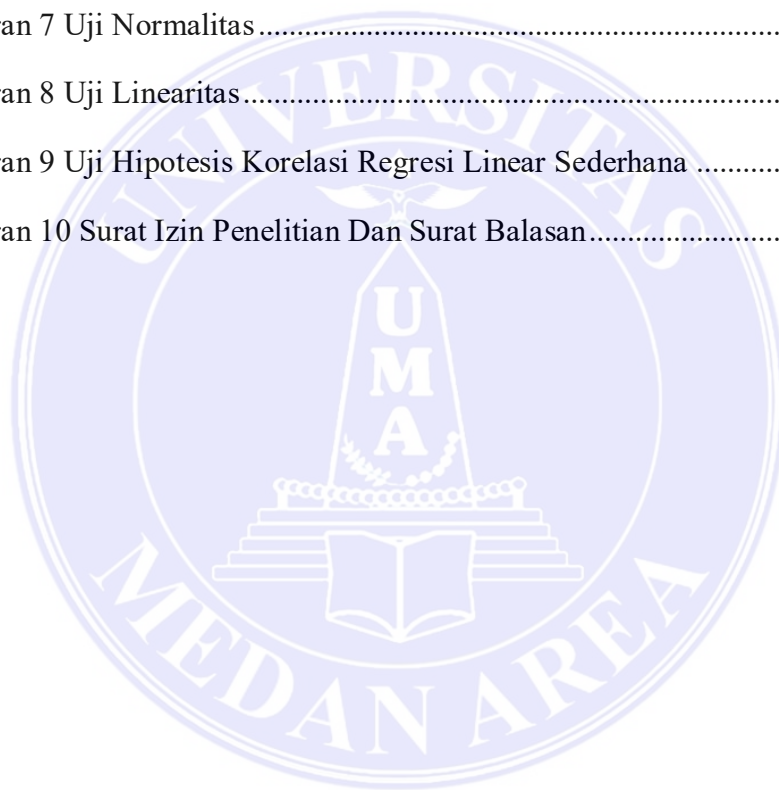 ran 7 Uji Normalitas............................................................................
ran 8 Uji Linearitas..............................................................................
ran 9 Uji Hipotesis Korelasi Regresi Linear Sederhana ...........
ran 10 Surat Izin Penelitian Dan Surat Balasan.........................
UNIVERSITAS
UMA
MEDAN AREA